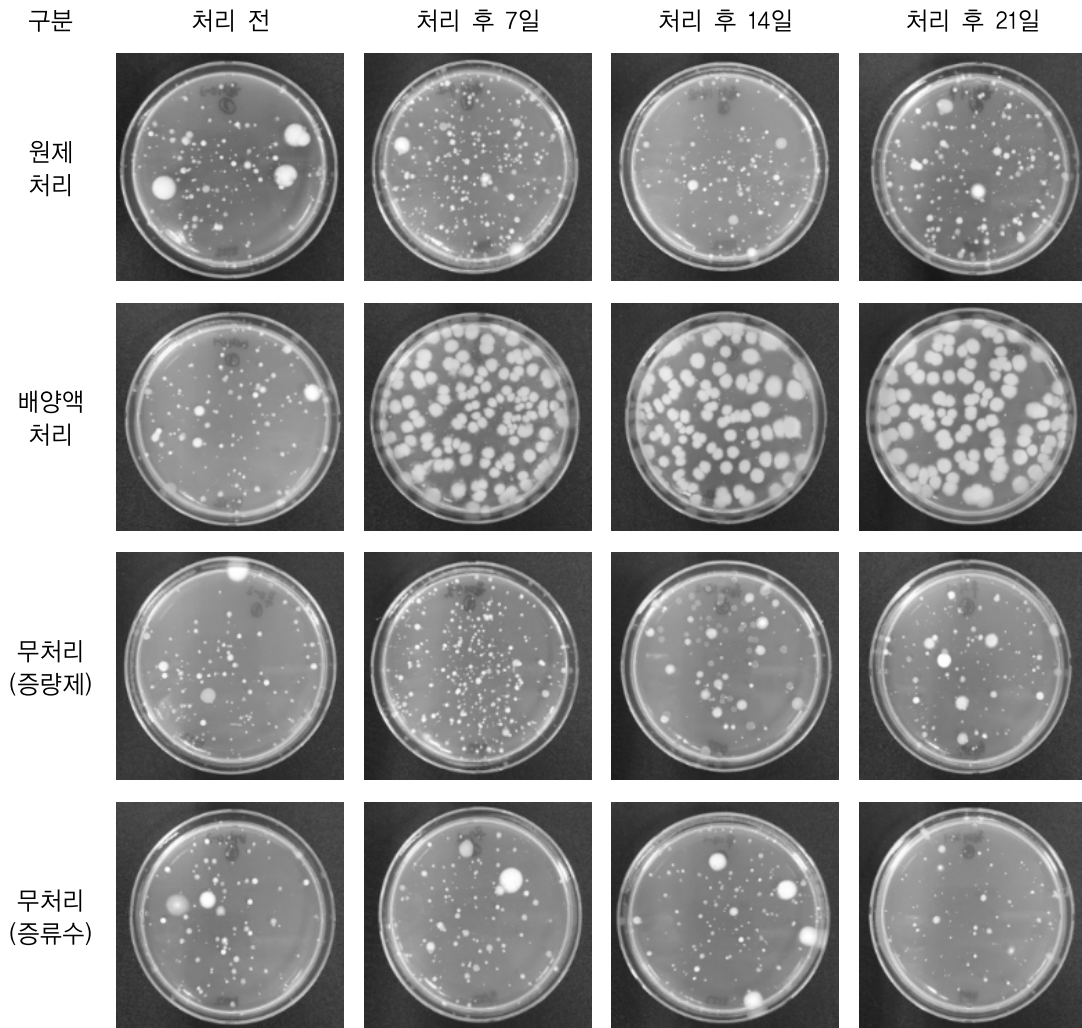 구분 처리 전 처리 후 7일 처리 후 14일 처리 후 21일
원제
처리
배양액
처리
무처리
(증량제)
무처리
(증류수)